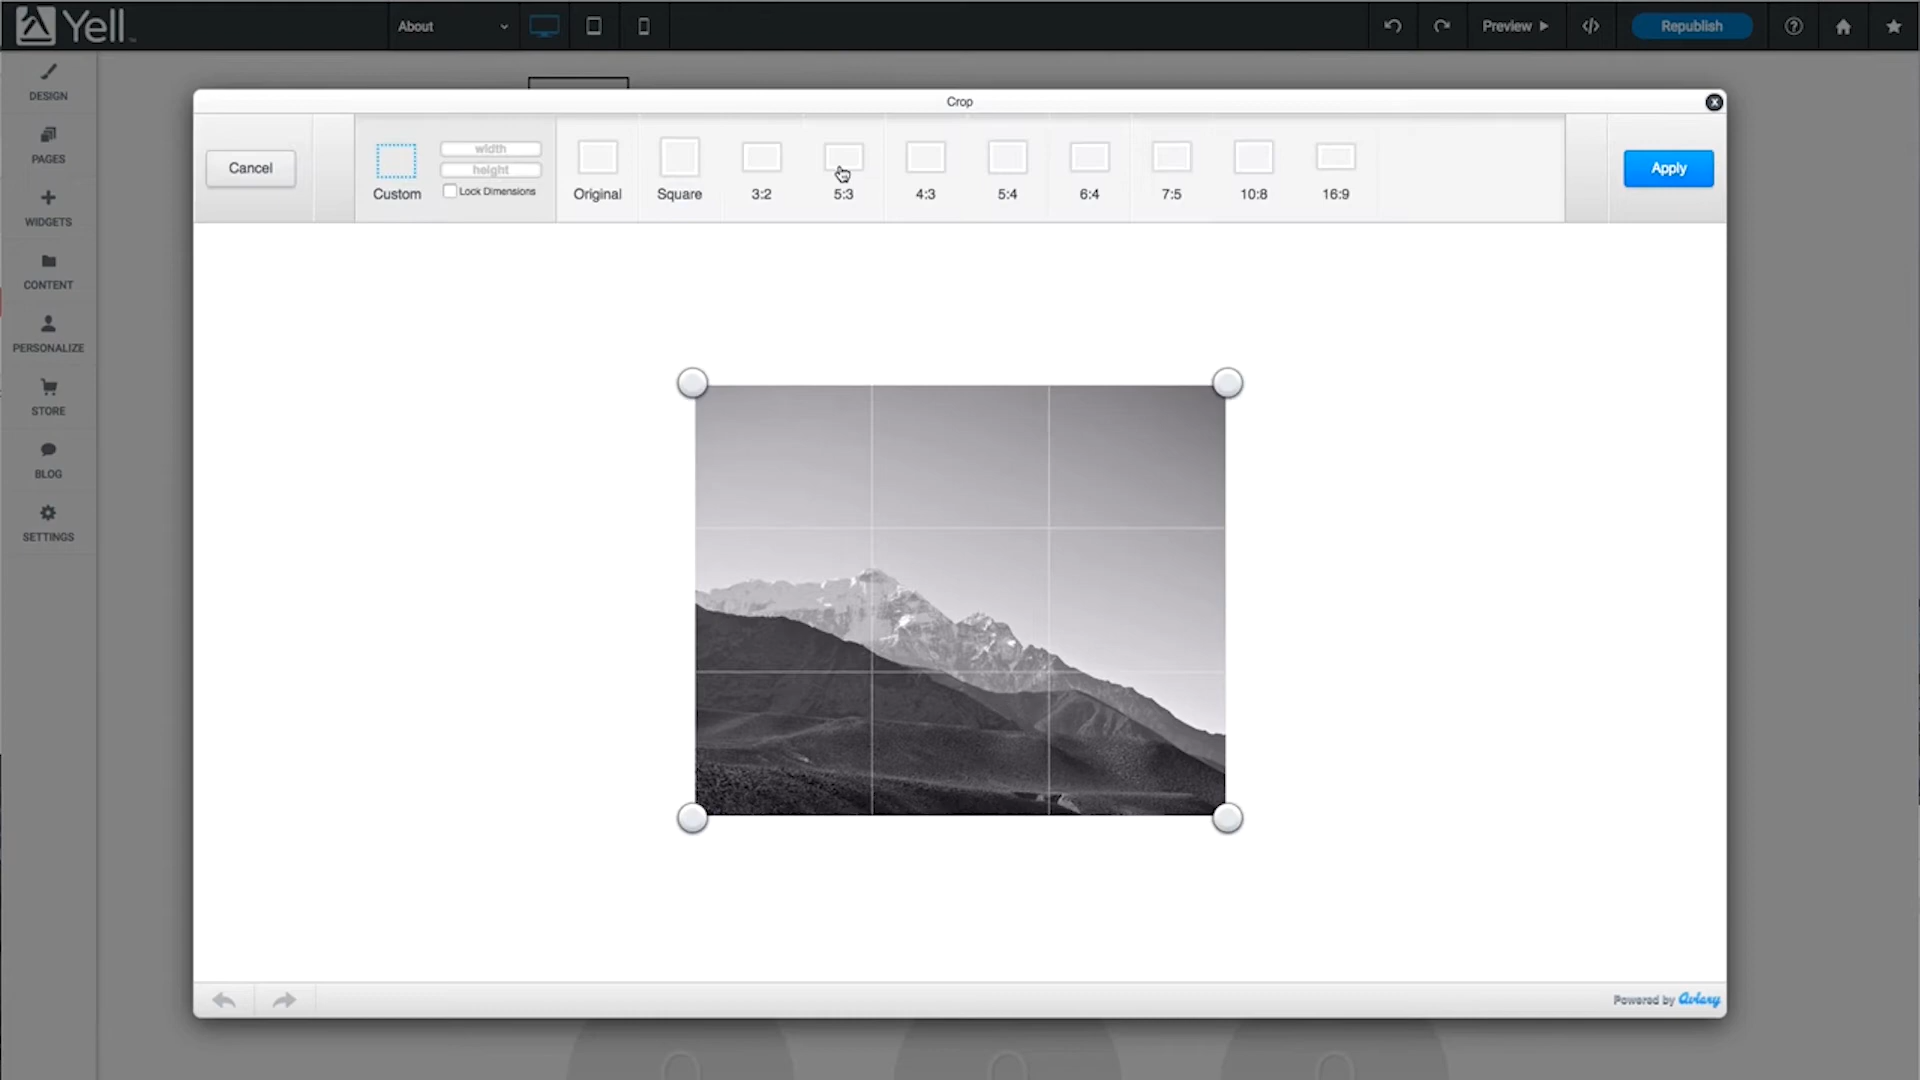 Yell
About
Preview
Republish
DESIGN
PAGES
WIDGETS
CONTENT
PERSONALIZE
STORE
BLOG
SETTINGS
Crop
Cancel
Custom
width
height
Lock Dimensions
Original
Square
3:2
5:3
4:3
5:4
6:4
7:5
10:8
16:9
Apply
Powered by Aviary